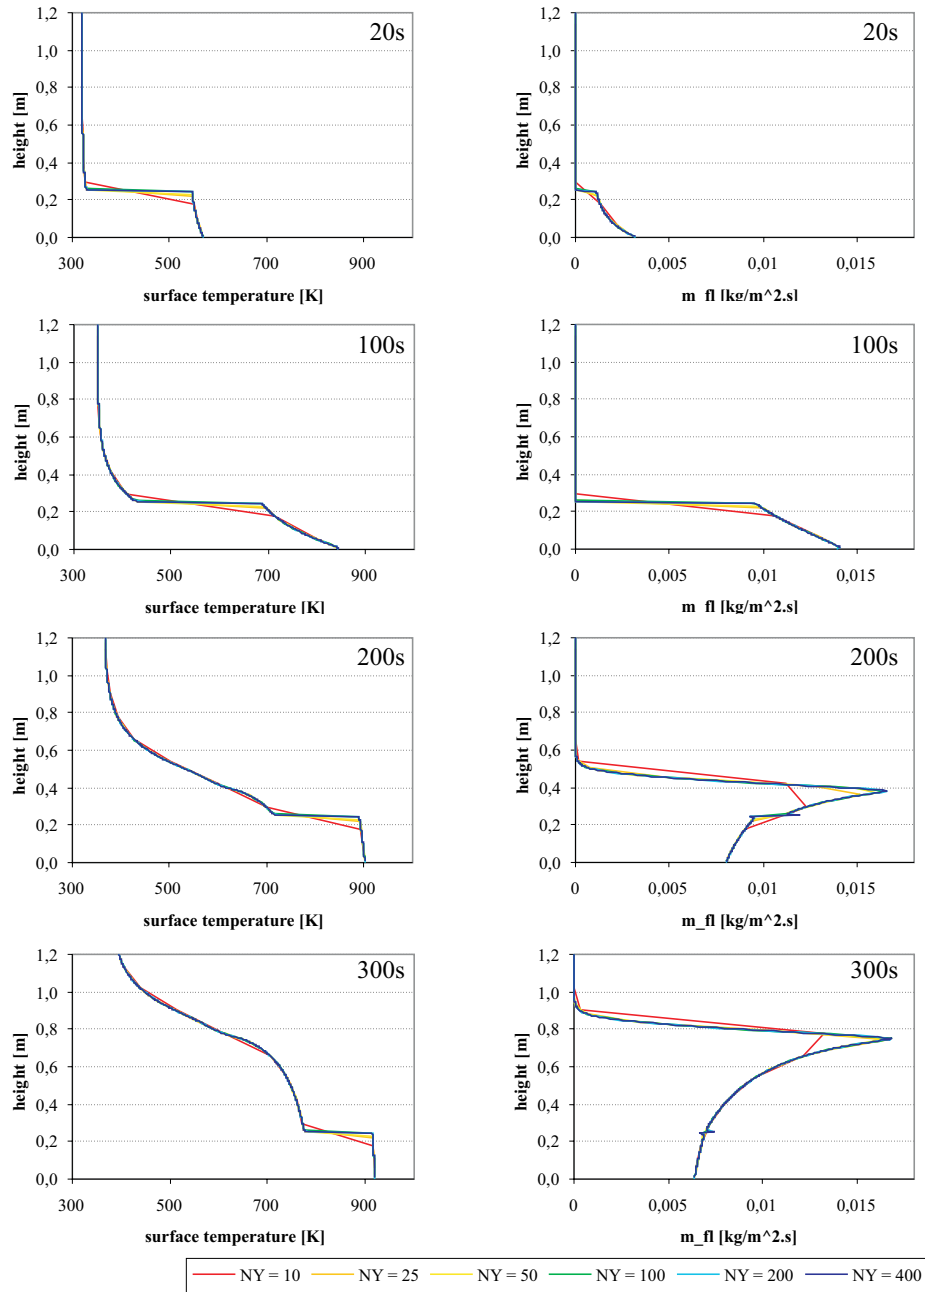 20s
1,2
1,0
0,8
0,6
0,4
0,2
0,0
height [m]
300 500 700 900
surface temperature [K]
20s
1,2
1,0
0,8
0,6
0,4
0,2
0,0
height [m]
0 0,005 0,01 0,015
m_fl [kg/m^2.s]
100s
1,2
1,0
0,8
0,6
0,4
0,2
0,0
height [m]
300 500 700 900
surface temperature [K]
100s
1,2
1,0
0,8
0,6
0,4
0,2
0,0
height [m]
0 0,005 0,01 0,015
m_fl [kg/m^2.s]
200s
1,2
1,0
0,8
0,6
0,4
0,2
0,0
height [m]
300 500 700 900
surface temperature [K]
200s
1,2
1,0
0,8
0,6
0,4
0,2
0,0
height [m]
0 0,005 0,01 0,015
m_fl [kg/m^2.s]
300s
1,2
1,0
0,8
0,6
0,4
0,2
0,0
height [m]
300 500 700 900
surface temperature [K]
300s
1,2
1,0
0,8
0,6
0,4
0,2
0,0
height [m]
0 0,005 0,01 0,015
m_fl [kg/m^2.s]
NY = 10 NY = 25 NY = 50 NY = 100 NY = 200 NY = 400